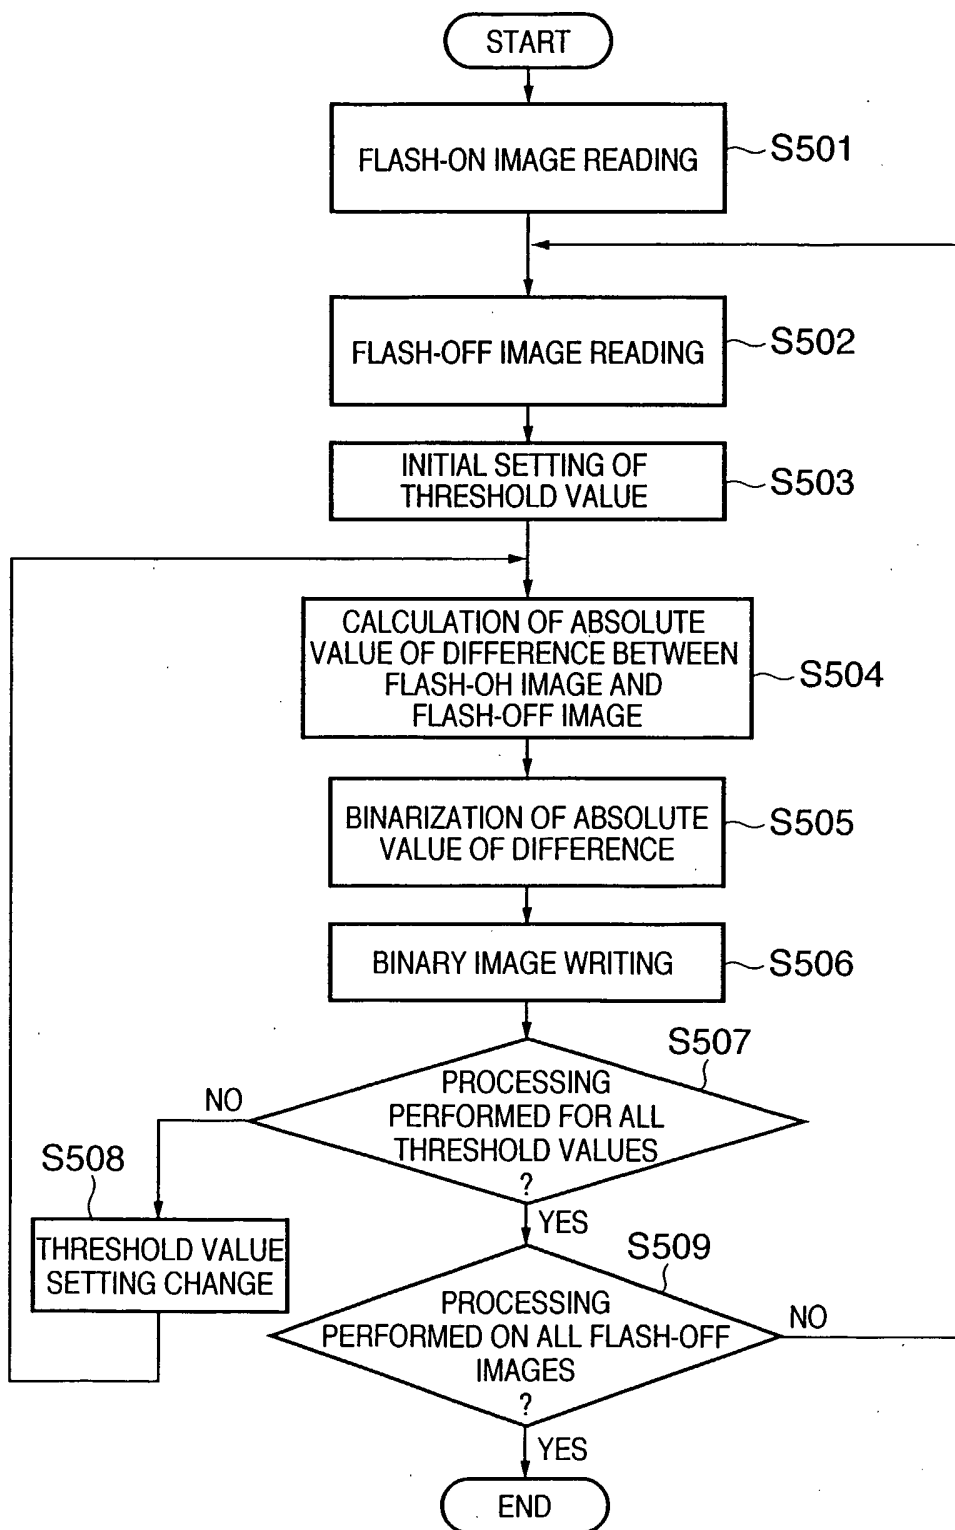 START
FLASH-ON IMAGE READING
S501
FLASH-OFF IMAGE READING
S502
INITIAL SETTING OF
THRESHOLD VALUE
S503
CALCULATION OF ABSOLUTE
VALUE OF DIFFERENCE BETWEEN
FLASH-OH IMAGE AND
FLASH-OFF IMAGE
S504
BINARIZATION OF ABSOLUTE
VALUE OF DIFFERENCE
S505
BINARY IMAGE WRITING
S506
S507
PROCESSING
PERFORMED FOR ALL
THRESHOLD VALUES
?
NO
YES
S508
THRESHOLD VALUE
SETTING CHANGE
S509
PROCESSING
PERFORMED ON ALL FLASH-OFF
IMAGES
?
NO
YES
END